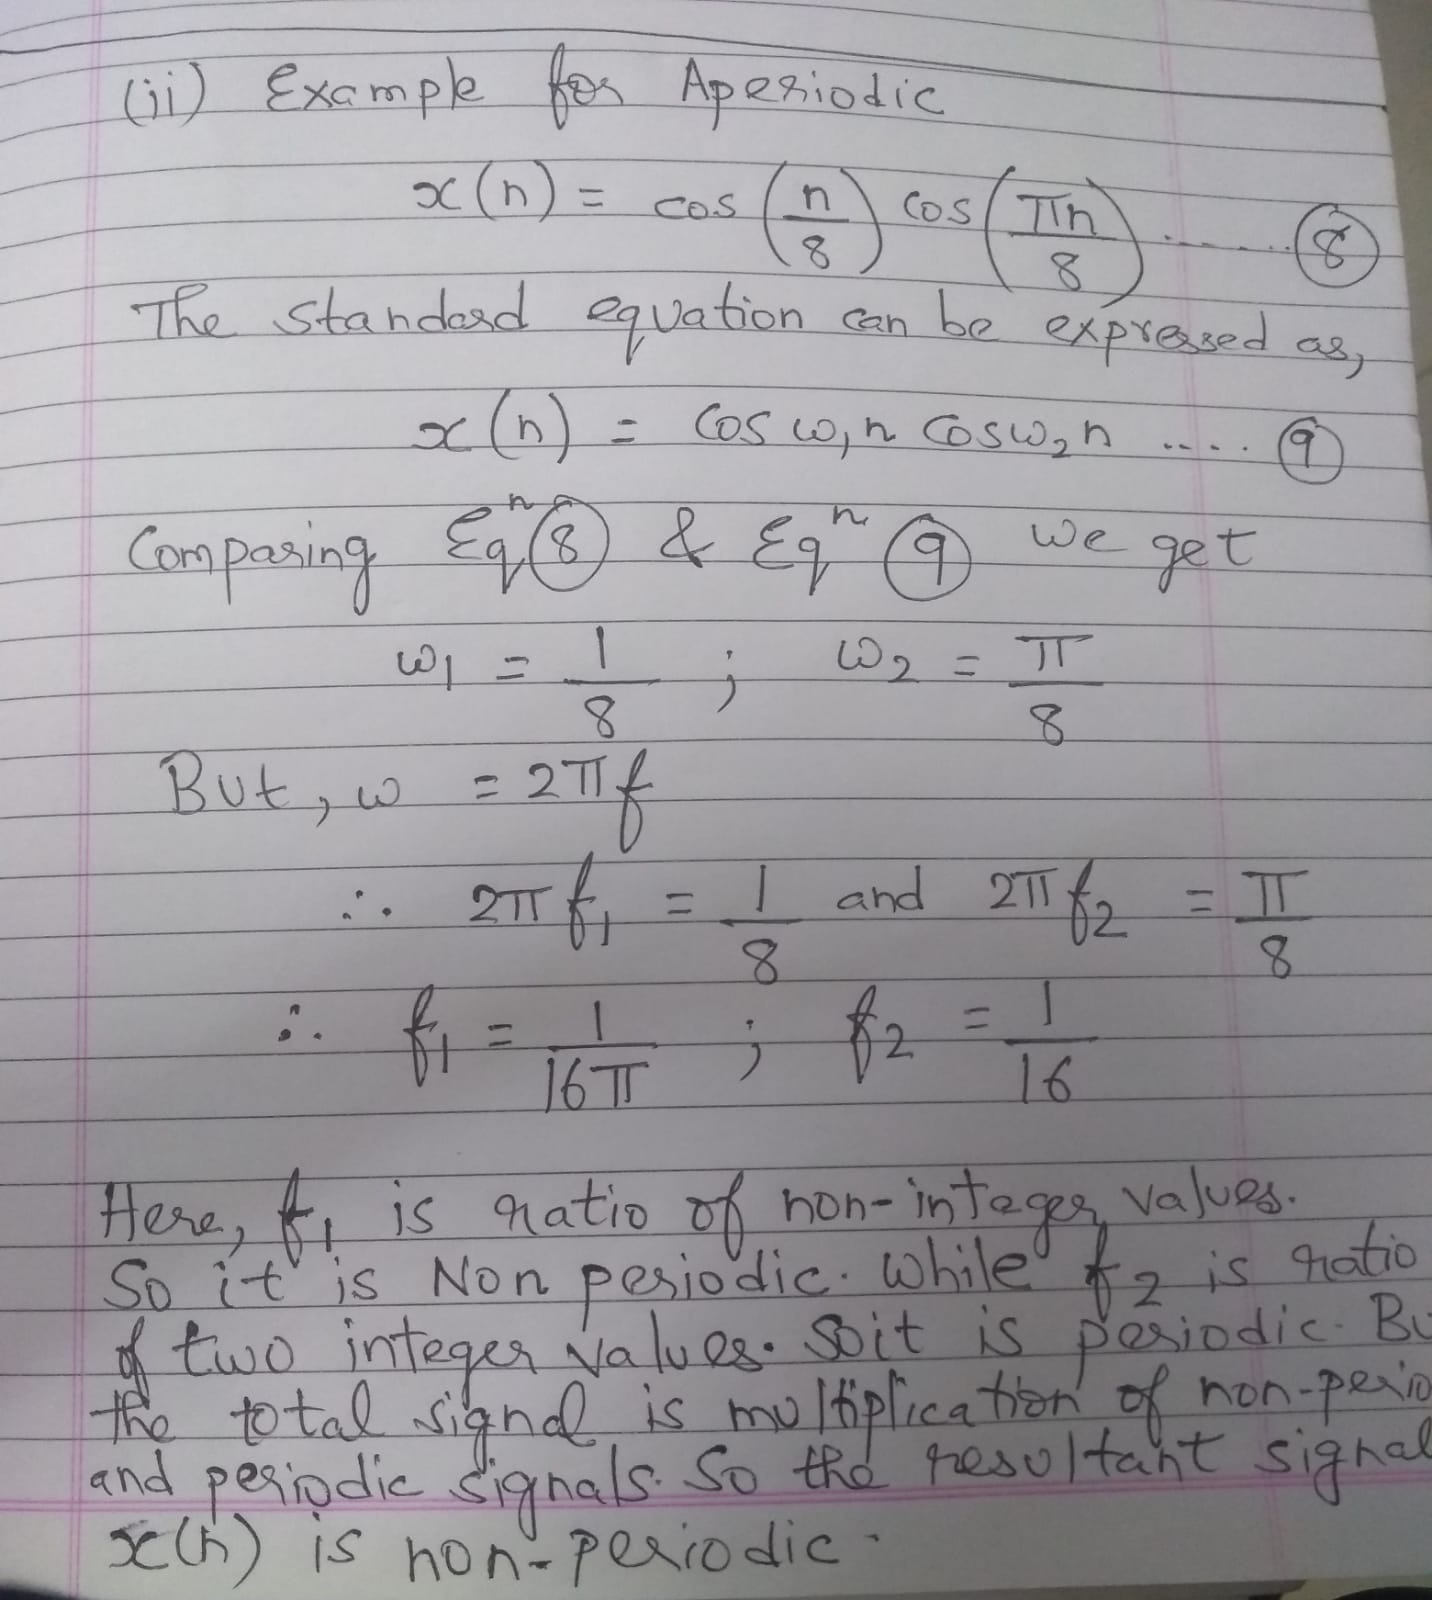 (ii) Example for Aperiodic
x(n) = cos (n/8) cos (πn/8) ...... ⑧
The standard equation can be expressed as,
x(n) = cos ω₁n cosω₂n .... ⑨
Comparing Eqⁿ ⑧ & Eqⁿ ⑨ we get
ω₁ = 1/8 ; ω₂ = π/8
But, ω = 2πf
∴ 2πf₁ = 1/8 and 2πf₂ = π/8
∴ f₁ = 1/16π ; f₂ = 1/16
Here, f₁ is ratio of non-integer values.
So it is Non periodic. While f₂ is ratio
of two integer values. So it is periodic.
the total signal is multiplication of non-perio
and periodic signals. So the resultant signal
x(n) is non-periodic.